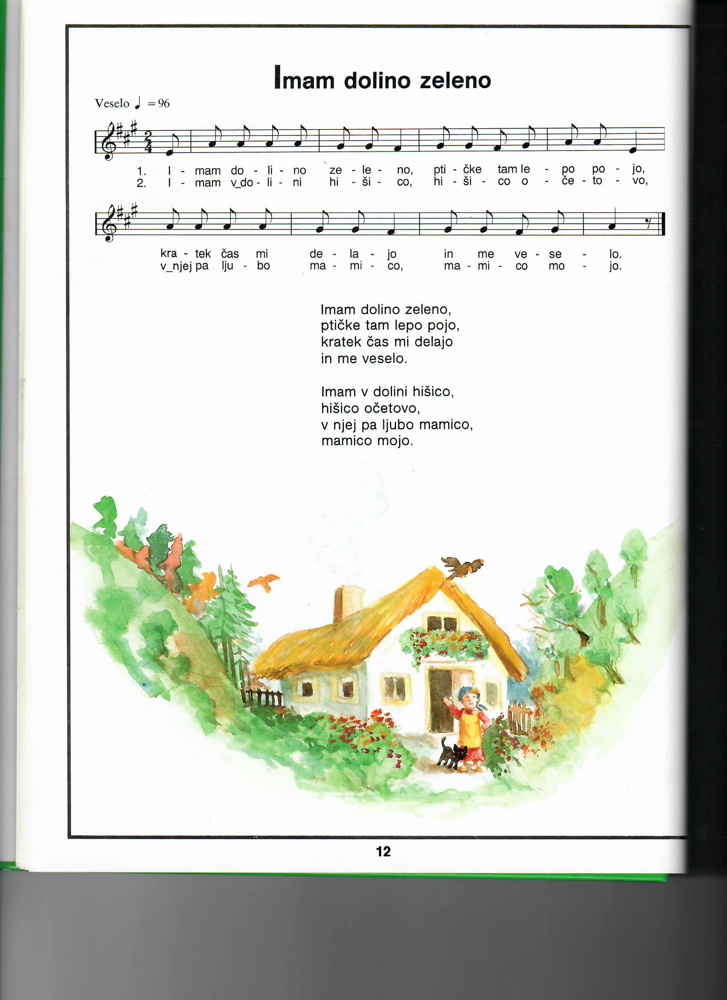 Imam dolino zeleno
Veselo ♩ = 96
2
4
1. I - mam do - li - no ze - le - no, pti - čke tam le - po po - jo,
2. I - mam v_do - li - ni hi - ši - co, hi - ši - co o - če - to - vo,
kra - tek čas mi de - la - jo in me ve - se - lo.
v_njej pa lju - bo ma - mi - co, ma - mi - co mo - jo.
Imam dolino zeleno,
ptičke tam lepo pojo,
kratek čas mi delajo
in me veselo.
Imam v dolini hišico,
hišico očetovo,
v njej pa ljubo mamico,
mamico mojo.
12